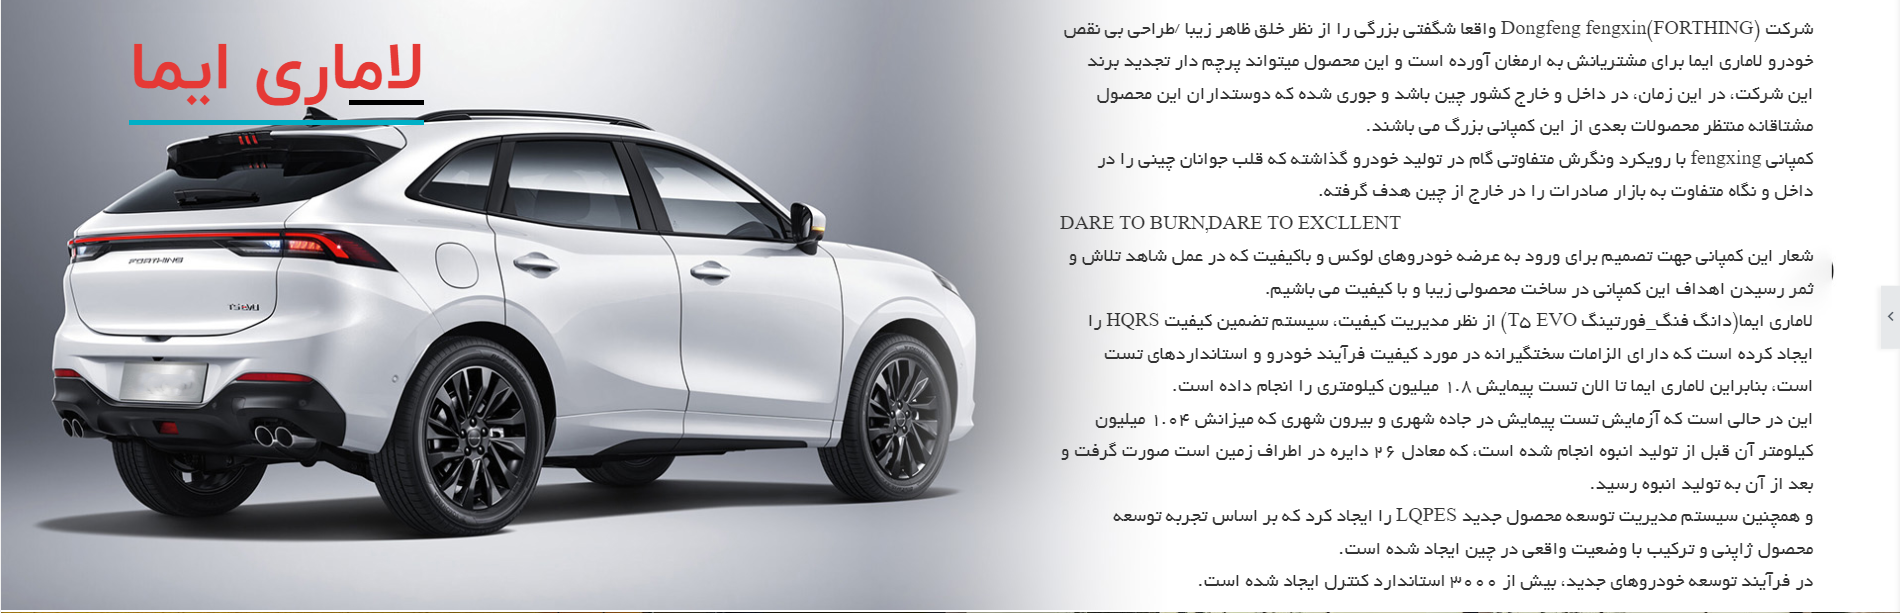 لاماری ایما
FORTHING
T5 EVO
شرکت Dongfeng fengxin(FORTHING) واقعا شگفتی بزرگی را از نظر خلق ظاهر زیبا /طراحی بی نقص
خودرو لاماری ایما برای مشتریانش به ارمغان آورده است و این محصول میتواند پرچم دار تجدید برند
این شرکت، در این زمان، در داخل و خارج کشور چین باشد و جوری شده که دوستداران این محصول
مشتاقانه منتظر محصولات بعدی از این کمپانی بزرگ می باشند.
کمپانی fengxing با رویکرد ونگرش متفاوتی گام در تولید خودرو گذاشته که قلب جوانان چینی را در
داخل و نگاه متفاوت به بازار صادرات را در خارج از چین هدف گرفته.
DARE TO BURN,DARE TO EXCLLENT
شعار این کمپانی جهت تصمیم برای ورود به عرضه خودروهای لوکس و باکیفیت که در عمل شاهد تلاش و
ثمر رسیدن اهداف این کمپانی در ساخت محصولی زیبا و با کیفیت می باشیم.
لاماری ایما(دانگ فنگ_فورتینگ T۵ EVO) از نظر مدیریت کیفیت، سیستم تضمین کیفیت HQRS را
ایجاد کرده است که دارای الزامات سختگیرانه در مورد کیفیت فرآیند خودرو و استانداردهای تست
است، بنابراین لاماری ایما تا الان تست پیمایش ۱.۸ میلیون کیلومتری را انجام داده است.
این در حالی است که آزمایش تست پیمایش در جاده شهری و بیرون شهری که میزانش ۱.۰۴ میلیون
کیلومتر آن قبل از تولید انبوه انجام شده است، که معادل ۲۶ دایره در اطراف زمین است صورت گرفت و
بعد از آن به تولید انبوه رسید.
و همچنین سیستم مدیریت توسعه محصول جدید LQPES را ایجاد کرد که بر اساس تجربه توسعه
محصول ژاپنی و ترکیب با وضعیت واقعی در چین ایجاد شده است.
در فرآیند توسعه خودروهای جدید، بیش از ۳۰۰۰ استاندارد کنترل ایجاد شده است.